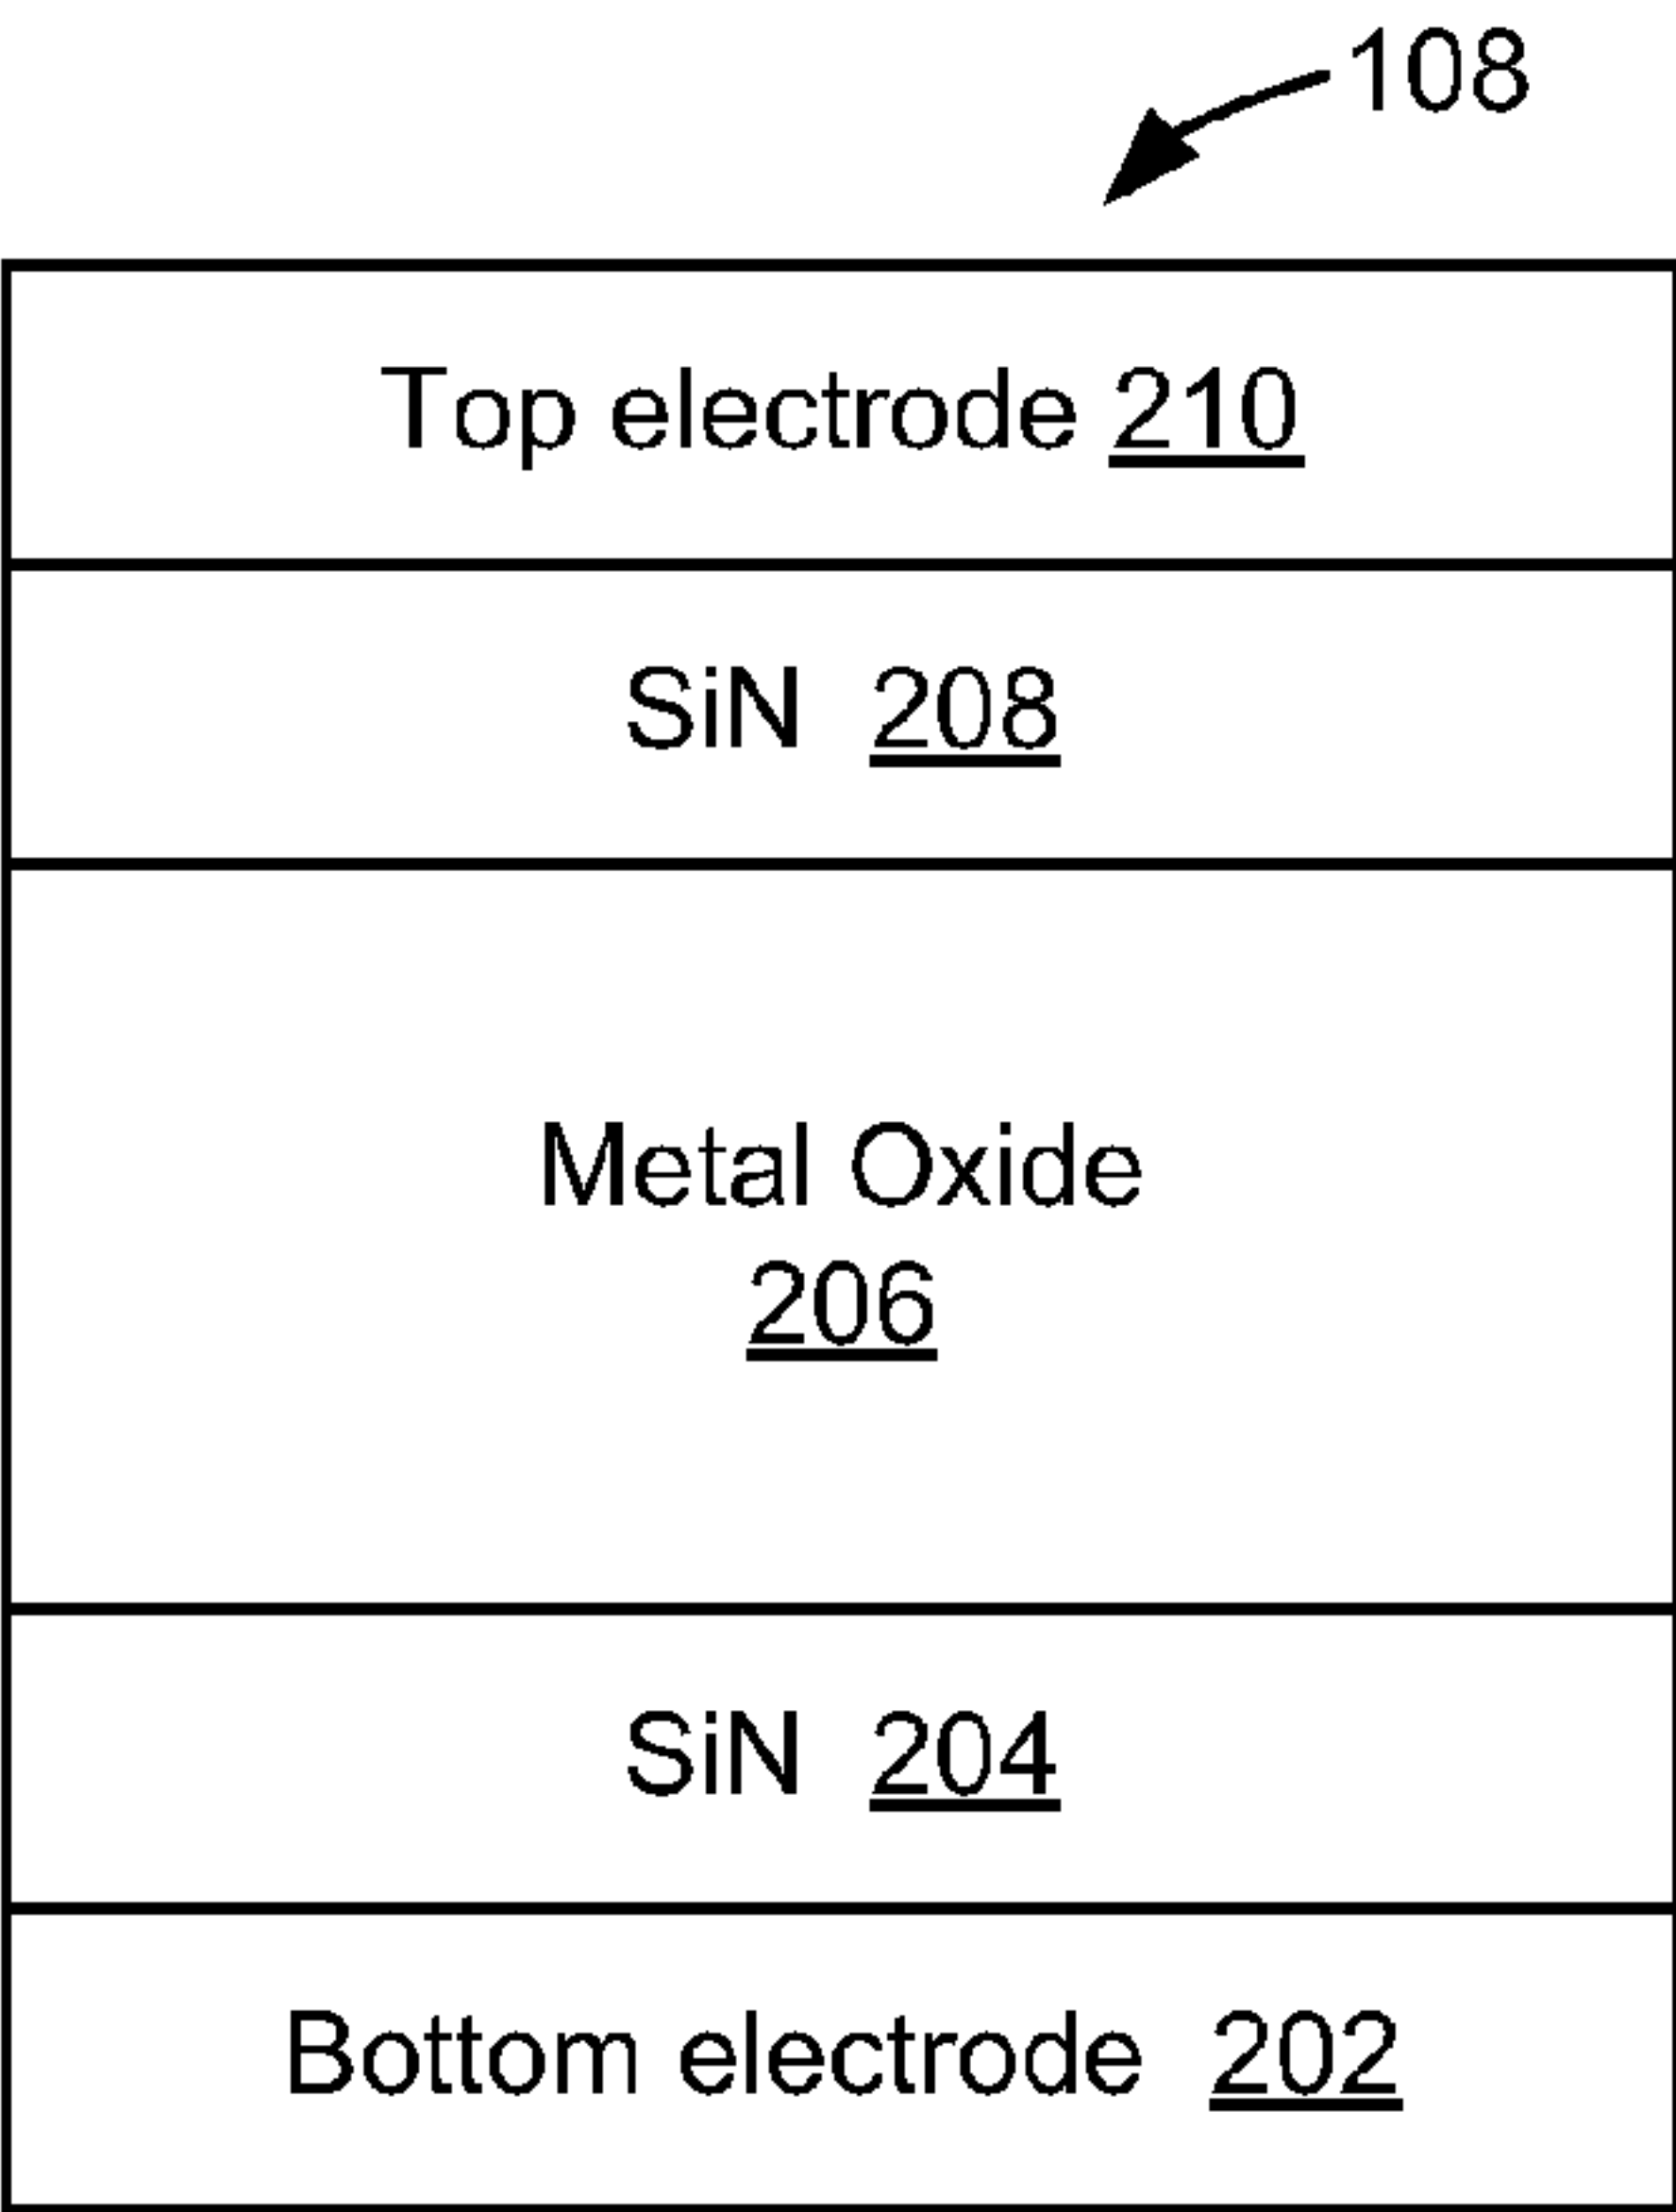 108
Top electrode 210
SiN 208
Metal Oxide
206
SiN 204
Bottom electrode 202